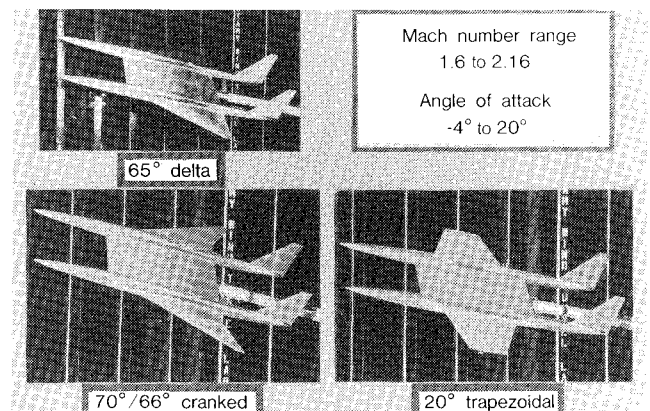 Mach number range
1.6 to 2.16
Angle of attack
-4° to 20°
65° delta
70°/66° cranked
20° trapezoidal